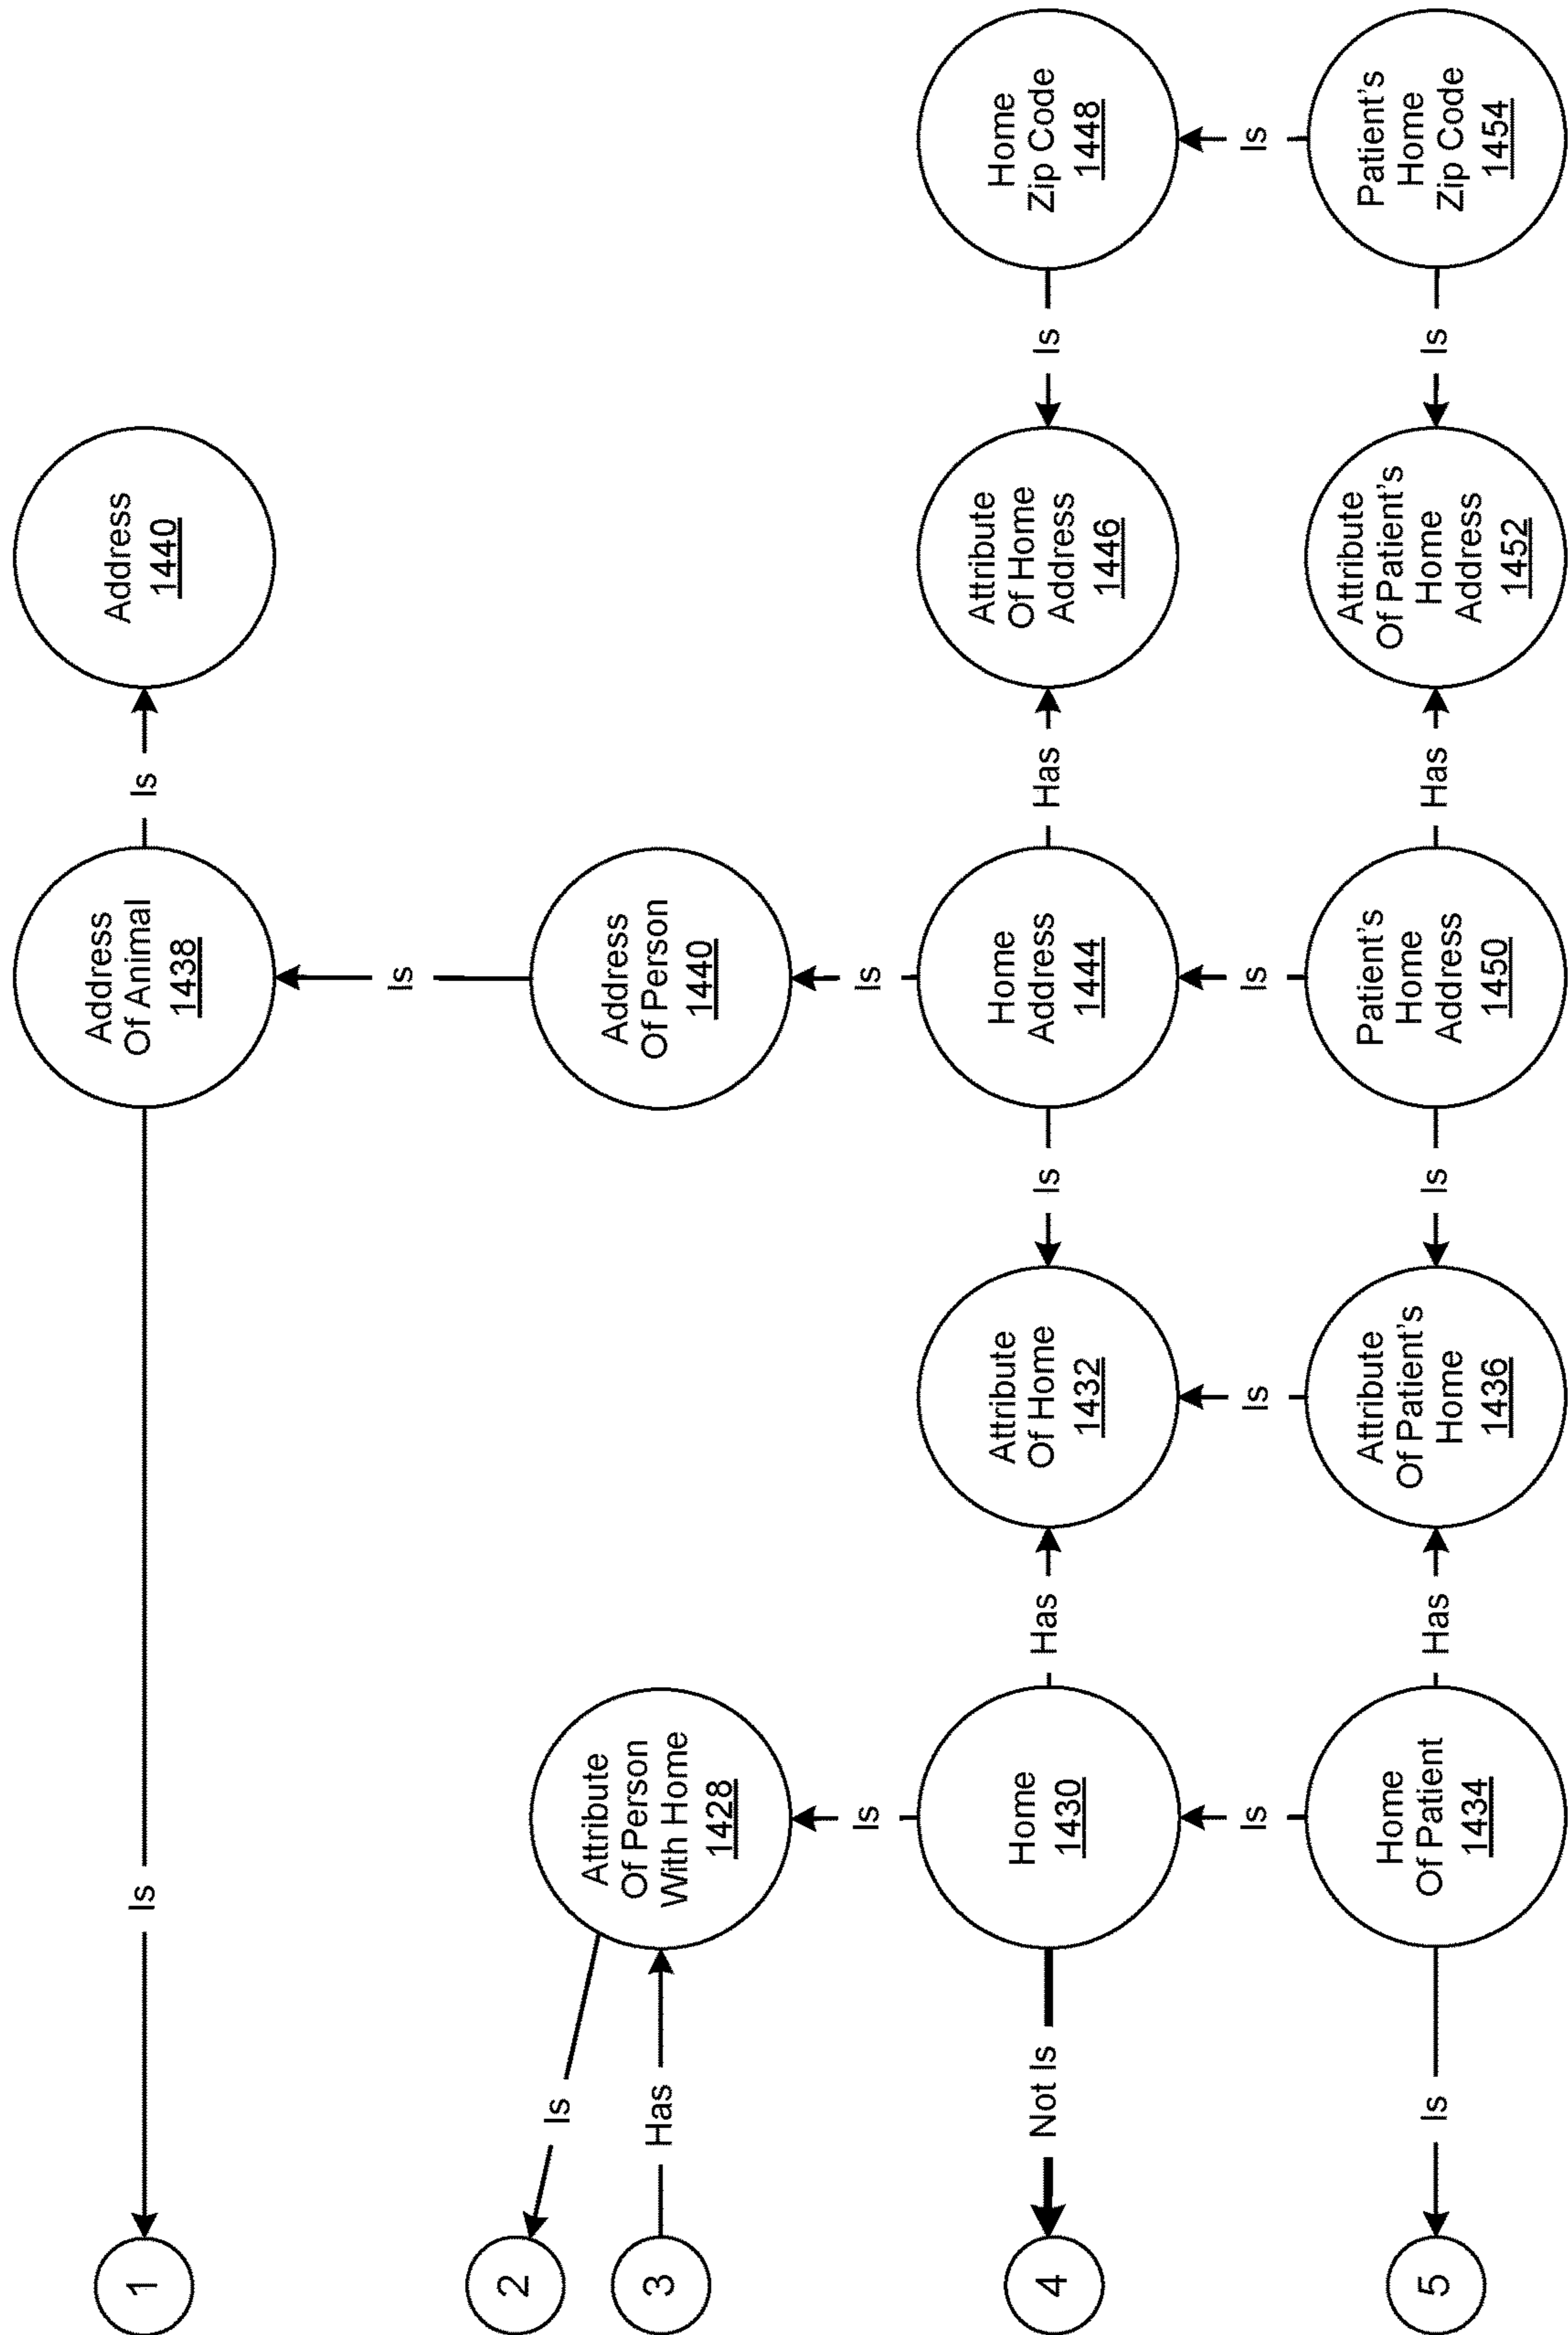 1
Is
Address
Of Animal
1438
Is
Address
1440
Is
2
Is
3
Has
Attribute
Of Person
With Home
1428
Address
Of Person
1440
Is
Is
4
Not Is
Home
1430
Has
Attribute
Of Home
1432
Is
Home
Address
1444
Has
Attribute
Of Home
Address
1446
Is
Home
Zip Code
1448
Is
Is
Is
Is
5
Is
Home
Of Patient
1434
Has
Attribute
Of Patient's
Home
1436
Is
Patient's
Home
Address
1450
Has
Attribute
Of Patient's
Home
Address
1452
Is
Patient's
Home
Zip Code
1454